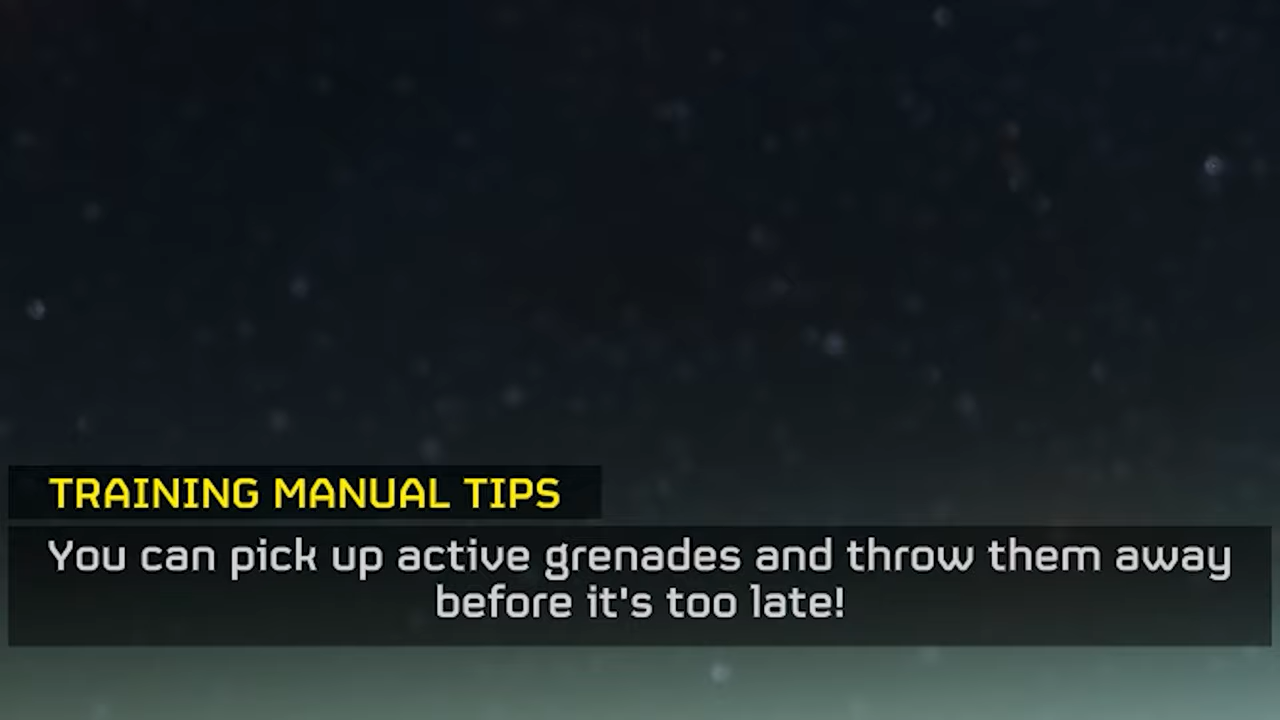 TRAINING MANUAL TIPS
You can pick up active grenades and throw them away
before it's too late!